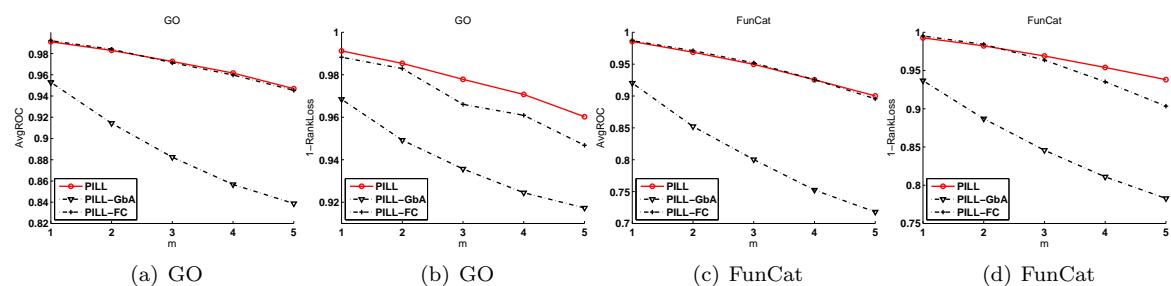 GO
AvgROC
0.98
0.96
0.94
0.92
0.9
0.88
0.86
0.84
0.82
PILL
PILL−GbA
PILL−FC
1 2 3 4 5
m
(a) GO
GO
1−RankLoss
1
0.98
0.96
0.94
0.92
PILL
PILL−GbA
PILL−FC
1 2 3 4 5
m
(b) GO
FunCat
AvgROC
1
0.95
0.9
0.85
0.8
0.75
0.7
PILL
PILL−GbA
PILL−FC
1 2 3 4 5
m
(c) FunCat
FunCat
1−RankLoss
1
0.95
0.9
0.85
0.8
0.75
PILL
PILL−GbA
PILL−FC
1 2 3 4 5
m
(d) FunCat